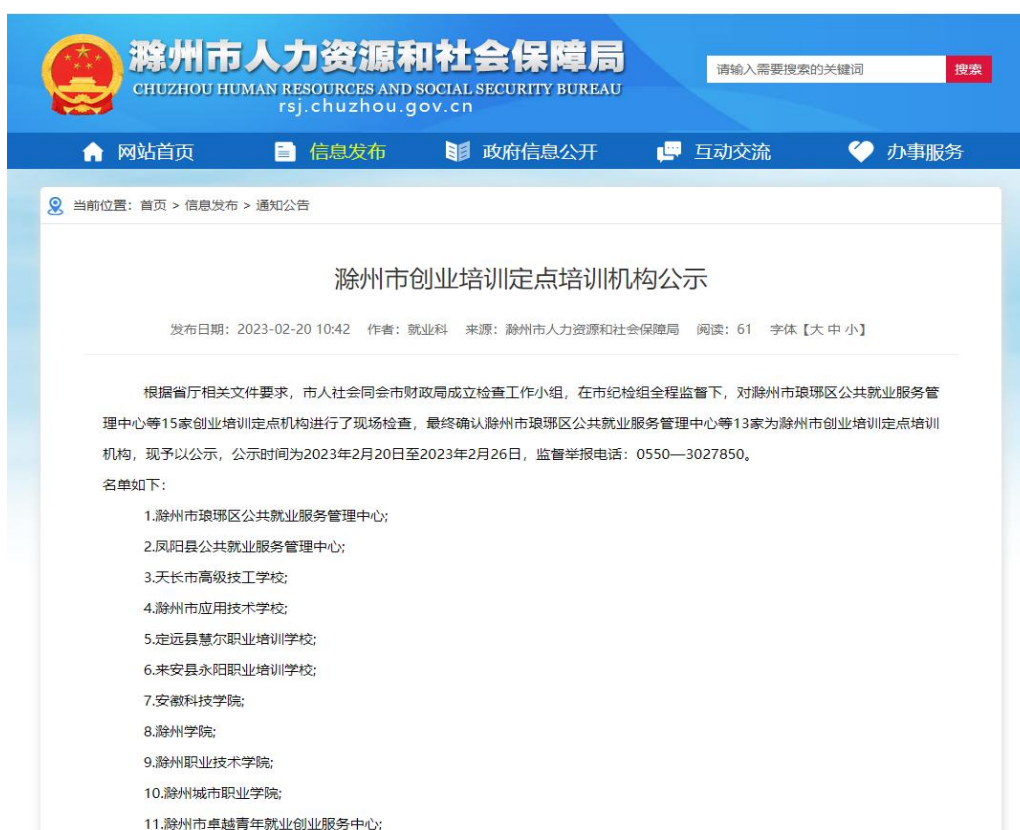 滁州市人力资源和社会保障局
CHUZHOU HUMAN RESOURCES AND SOCIAL SECURITY BUREAU
rsj.chuzhou.gov.cn
请输入需要搜索的关键词
搜索
网站首页
信息发布
政府信息公开
互动交流
办事服务
当前位置：首页 > 信息发布 > 通知公告
滁州市创业培训定点培训机构公示
发布日期：2023-02-20 10:42 作者：就业科 来源：滁州市人力资源和社会保障局 阅读：61 字体【大 中 小】
根据省厅相关文件要求，市人社会同会市财政局成立检查工作小组，在市纪检组全程监督下，对滁州市琅琊区公共就业服务管
理中心等15家创业培训定点机构进行了现场检查，最终确认滁州市琅琊区公共就业服务管理中心等13家为滁州市创业培训定点培训
机构，现予以公示，公示时间为2023年2月20日至2023年2月26日，监督举报电话：0550—3027850。
名单如下：
1.滁州市琅琊区公共就业服务管理中心;
2.凤阳县公共就业服务管理中心;
3.天长市高级技工学校;
4.滁州市应用技术学校;
5.定远县慧尔职业培训学校;
6.来安县永阳职业培训学校;
7.安徽科技学院;
8.滁州学院;
9.滁州职业技术学院;
10.滁州城市职业学院;
11.滁州市卓越青年就业创业服务中心;